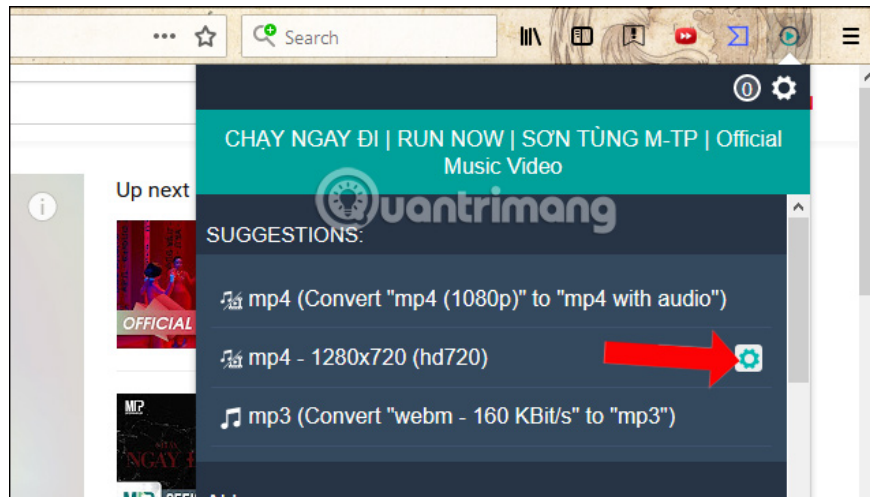 Search
0
CHẠY NGAY ĐI | RUN NOW | SƠN TÙNG M-TP | Official
Music Video
Up next
Quantrimang
SUGGESTIONS:
mp4 (Convert "mp4 (1080p)" to "mp4 with audio")
OFFICIAL
mp4 - 1280x720 (hd720)
mp3 (Convert "webm - 160 KBit/s" to "mp3")
NGAY